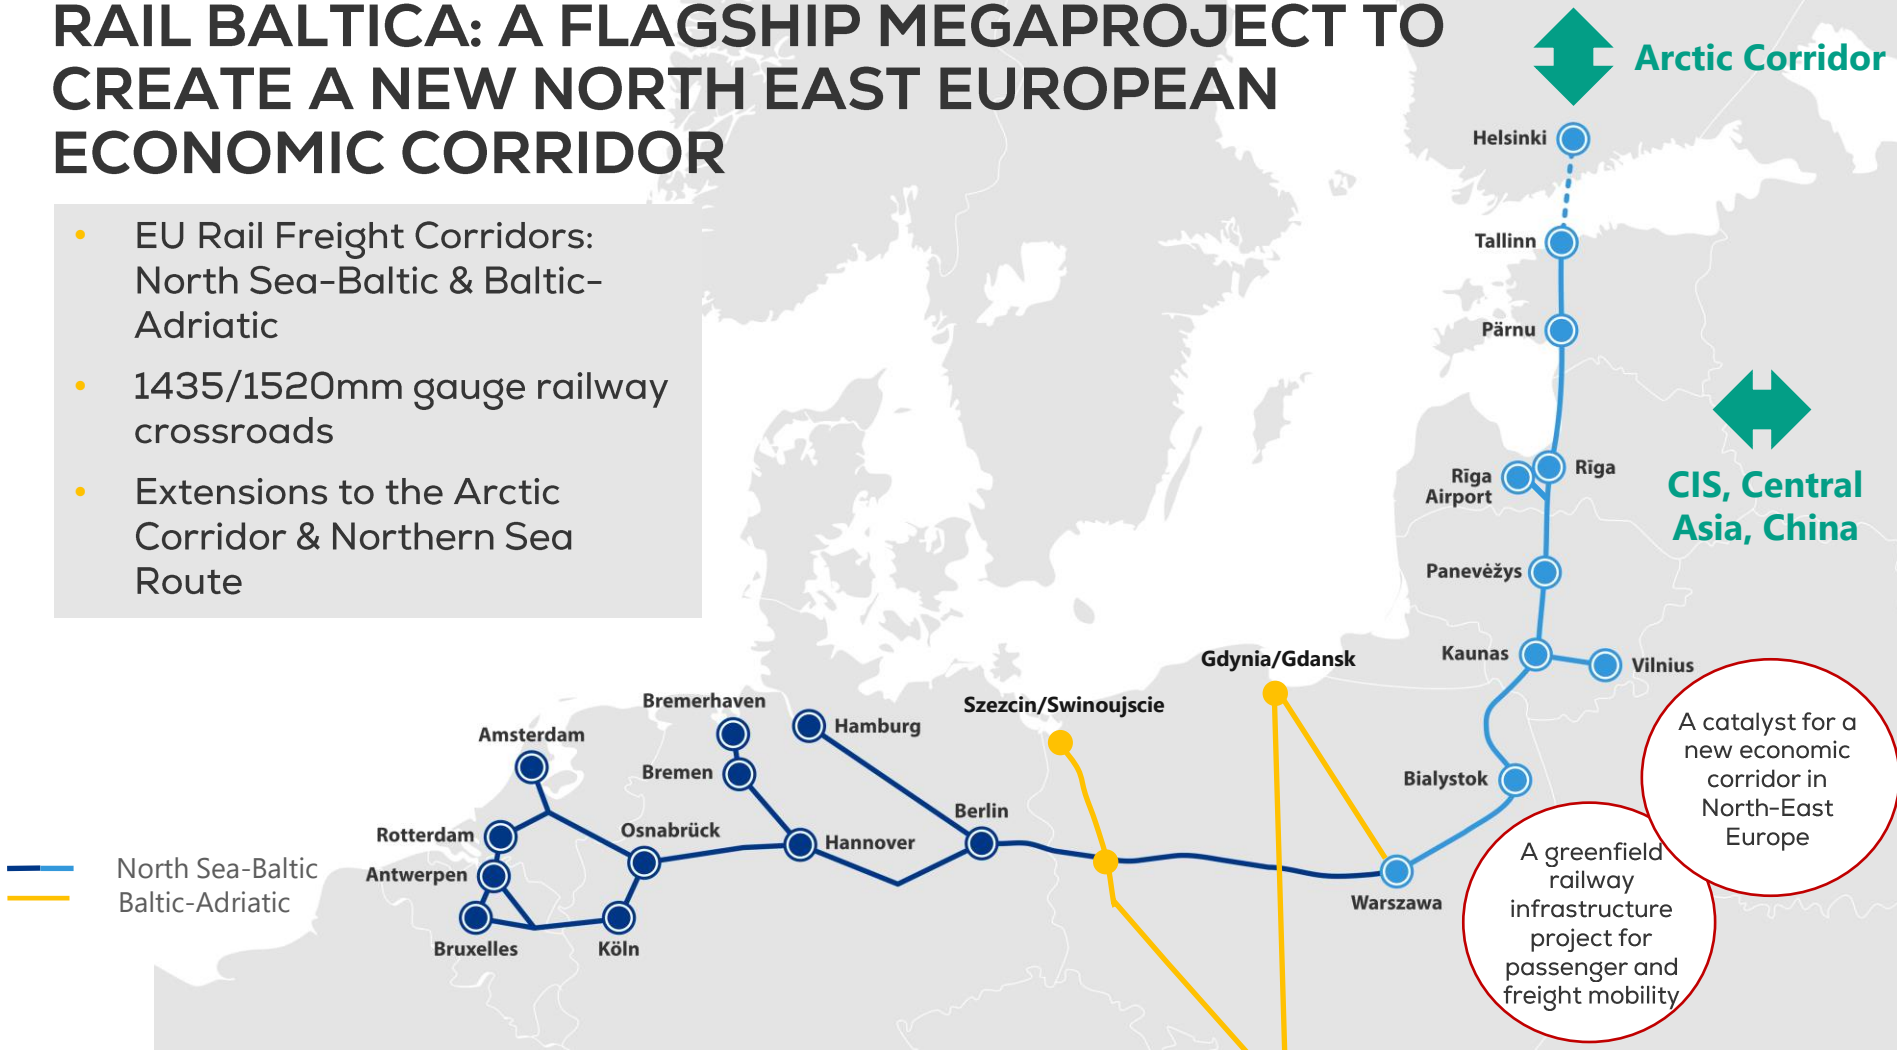 RAIL BALTICA: A FLAGSHIP MEGAPROJECT TO
CREATE A NEW NORTH EAST EUROPEAN
ECONOMIC CORRIDOR
• EU Rail Freight Corridors:
North Sea-Baltic & Baltic-
Adriatic
• 1435/1520mm gauge railway
crossroads
• Extensions to the Arctic
Corridor & Northern Sea
Route
Arctic Corridor
Helsinki
Tallinn
Pärnu
Rīga
Airport
Rīga
CIS, Central
Asia, China
Panevėžys
Kaunas
Vilnius
Gdynia/Gdansk
Szezcin/Swinoujscie
Bremerhaven
Hamburg
Amsterdam
Bremen
Bialystok
Berlin
Rotterdam
Osnabrück
Hannover
Antwerpen
Warszawa
Bruxelles
Köln
North Sea-Baltic
Baltic-Adriatic
A catalyst for a
new economic
corridor in
North-East
Europe
A greenfield
railway
infrastructure
project for
passenger and
freight mobility